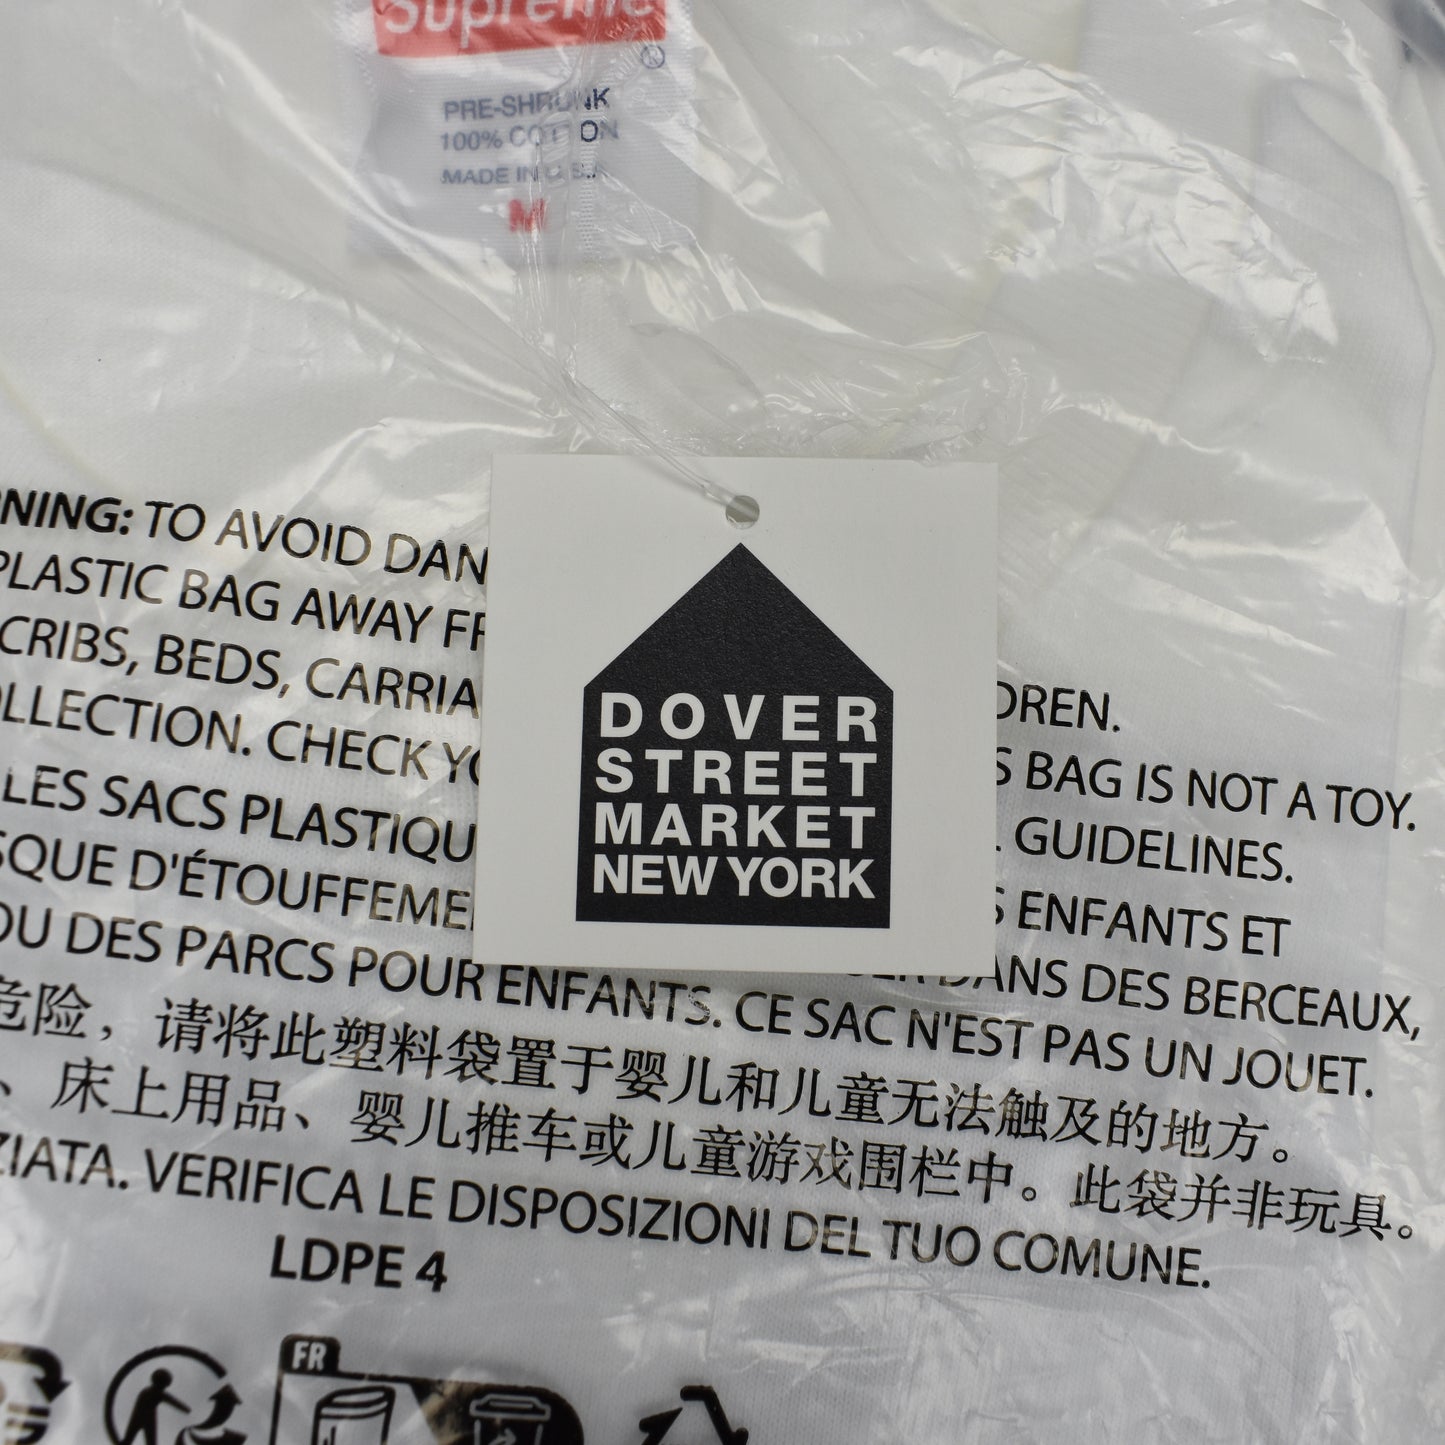 Supreme
®
PRE-SHRUNK
100% COTTON
MADE IN U.S.A.
M
RNING: TO AVOID DAN
PLASTIC BAG AWAY FR DREN.
CRIBS, BEDS, CARRIA S BAG IS NOT A TOY.
OLLECTION. CHECK YO L GUIDELINES.
LES SACS PLASTIQU S ENFANTS ET
SQUE D'ÉTOUFFEME DANS DES BERCEAUX,
OU DES PARCS POUR ENFANTS. CE SAC N'EST PAS UN JOUET.
危险，请将此塑料袋置于婴儿和儿童无法触及的地方。
、床上用品、婴儿推车或儿童游戏围栏中。此袋并非玩具。
ZIATA. VERIFICA LE DISPOSIZIONI DEL TUO COMUNE.
LDPE 4
FR
DOVER
STREET
MARKET
NEW YORK